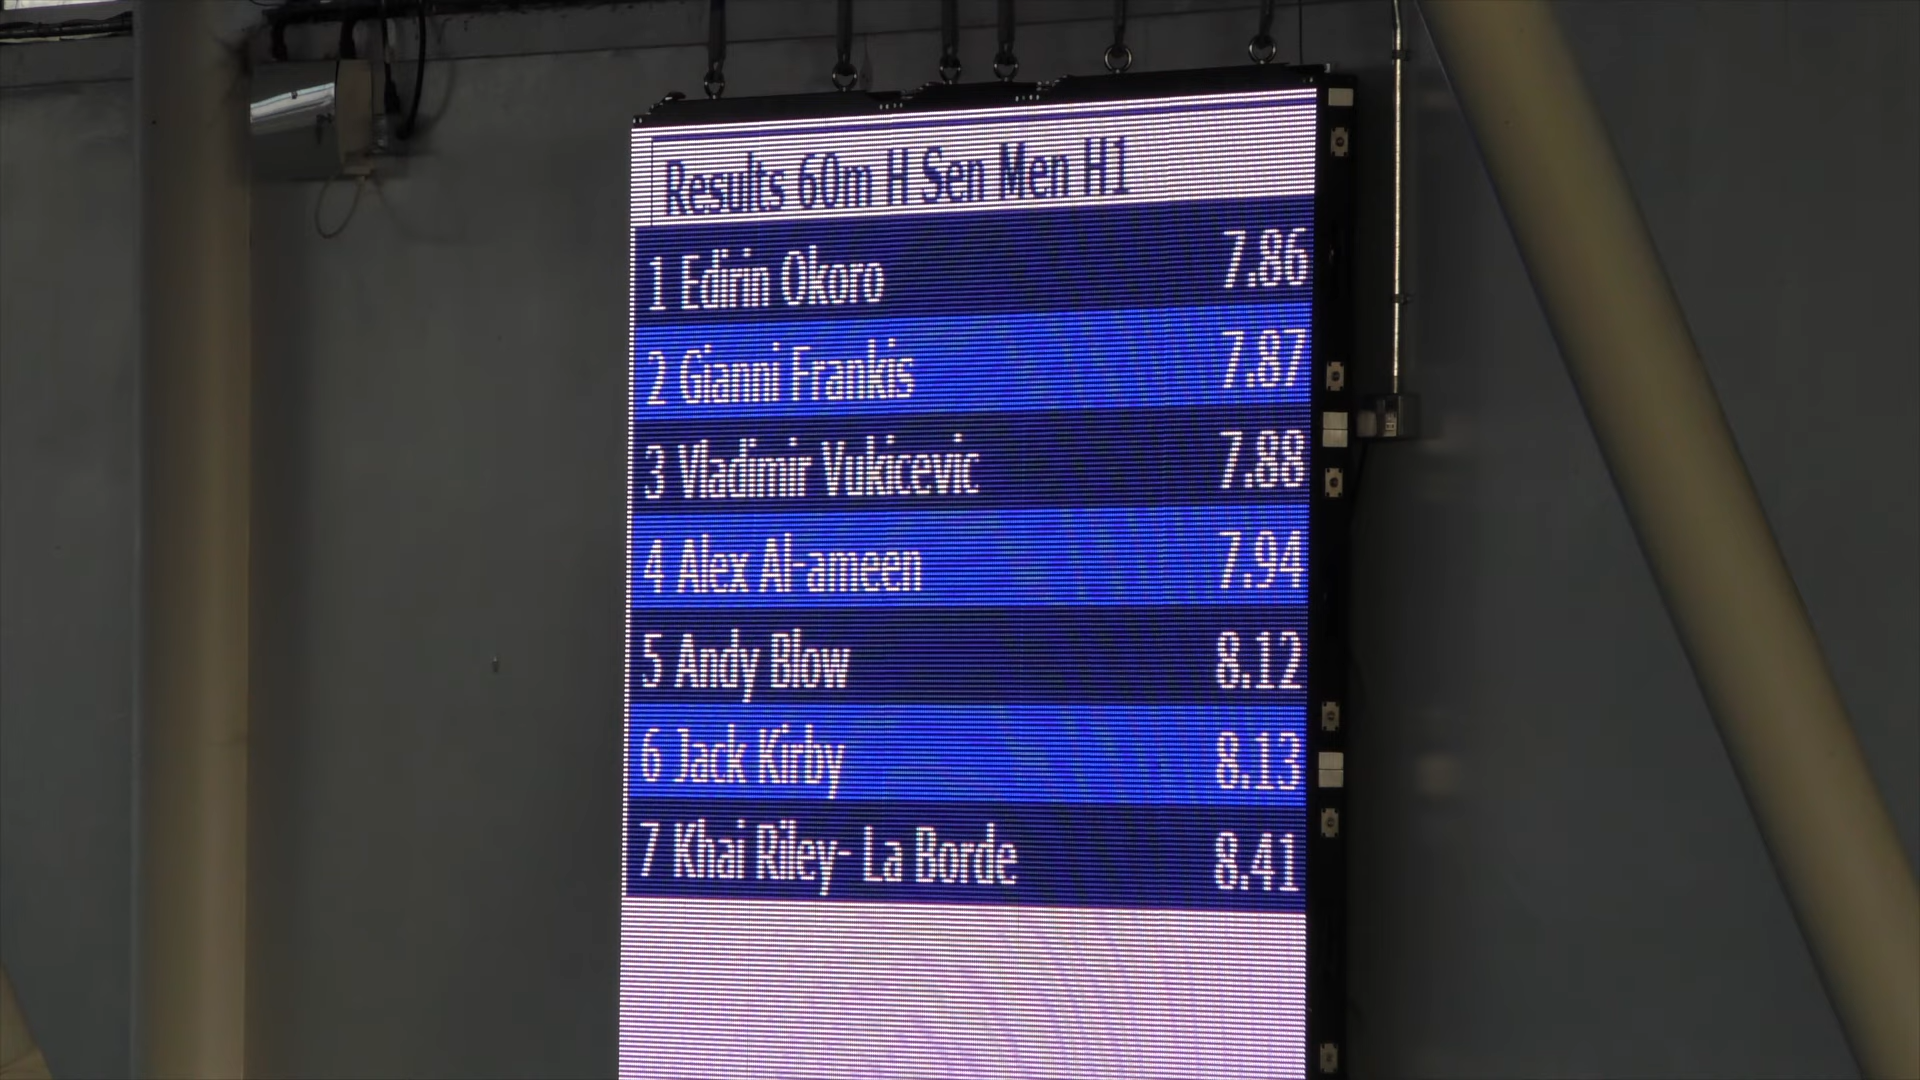 Results 60m H Sen Men H1
1 Edirin Okoro 7.86
2 Gianni Frankis 7.87
3 Vladimir Vukicevic 7.88
4 Alex Al-ameen 7.94
5 Andy Blow 8.12
6 Jack Kirby 8.13
7 Khai Riley- La Borde 8.41